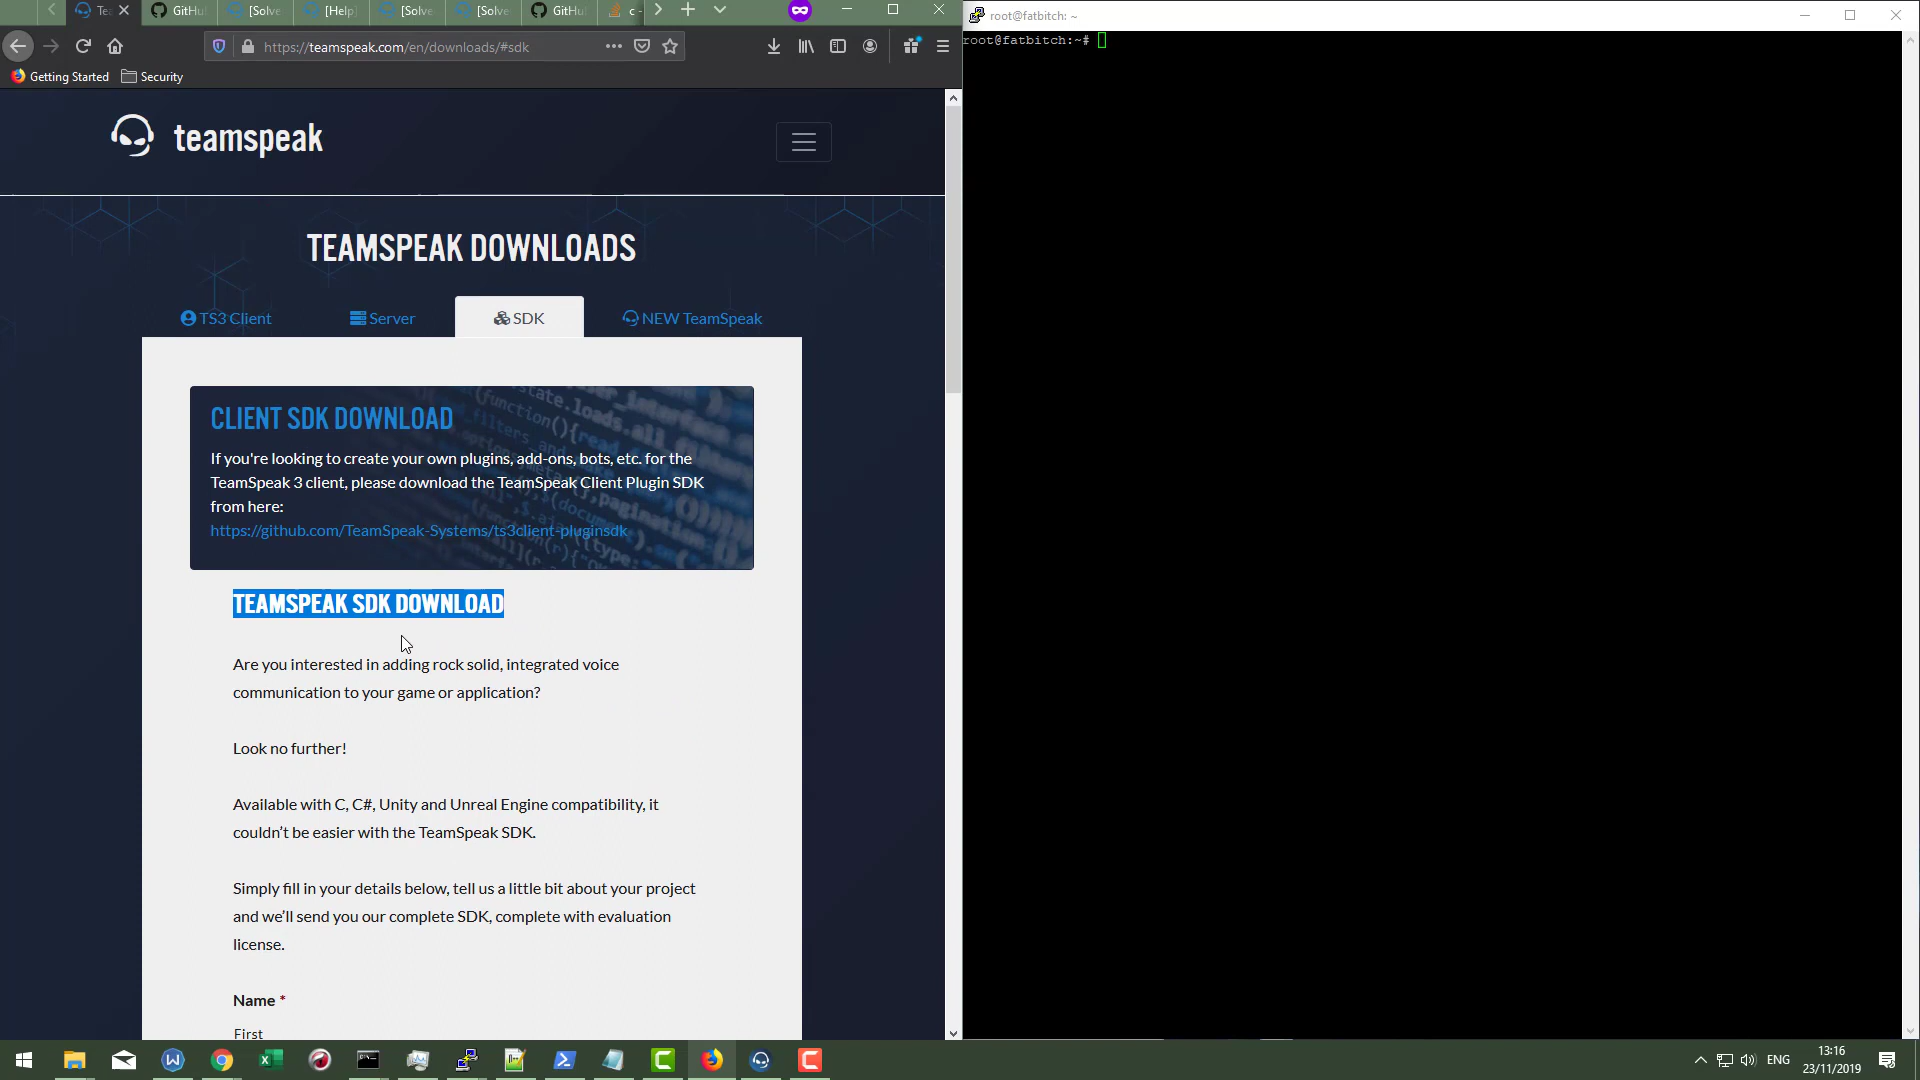 GitHu
[Solve
[Help]
[Solve
[Solve
GitHu
c -
https://teamspeak.com/en/downloads/#sdk
Getting Started
Security
teamspeak
TEAMSPEAK DOWNLOADS
TS3 Client
Server
SDK
NEW TeamSpeak
CLIENT SDK DOWNLOAD
If you're looking to create your own plugins, add-ons, bots, etc. for the
TeamSpeak 3 client, please download the TeamSpeak Client Plugin SDK
from here:
https://github.com/TeamSpeak-Systems/ts3client-pluginsdk
TEAMSPEAK SDK DOWNLOAD
Are you interested in adding rock solid, integrated voice
communication to your game or application?
Look no further!
Available with C, C#, Unity and Unreal Engine compatibility, it
couldn't be easier with the TeamSpeak SDK.
Simply fill in your details below, tell us a little bit about your project
and we'll send you our complete SDK, complete with evaluation
license.
Name *
First
root@fatbitch: ~
root@fatbitch:~#
ENG
13:16
23/11/2019